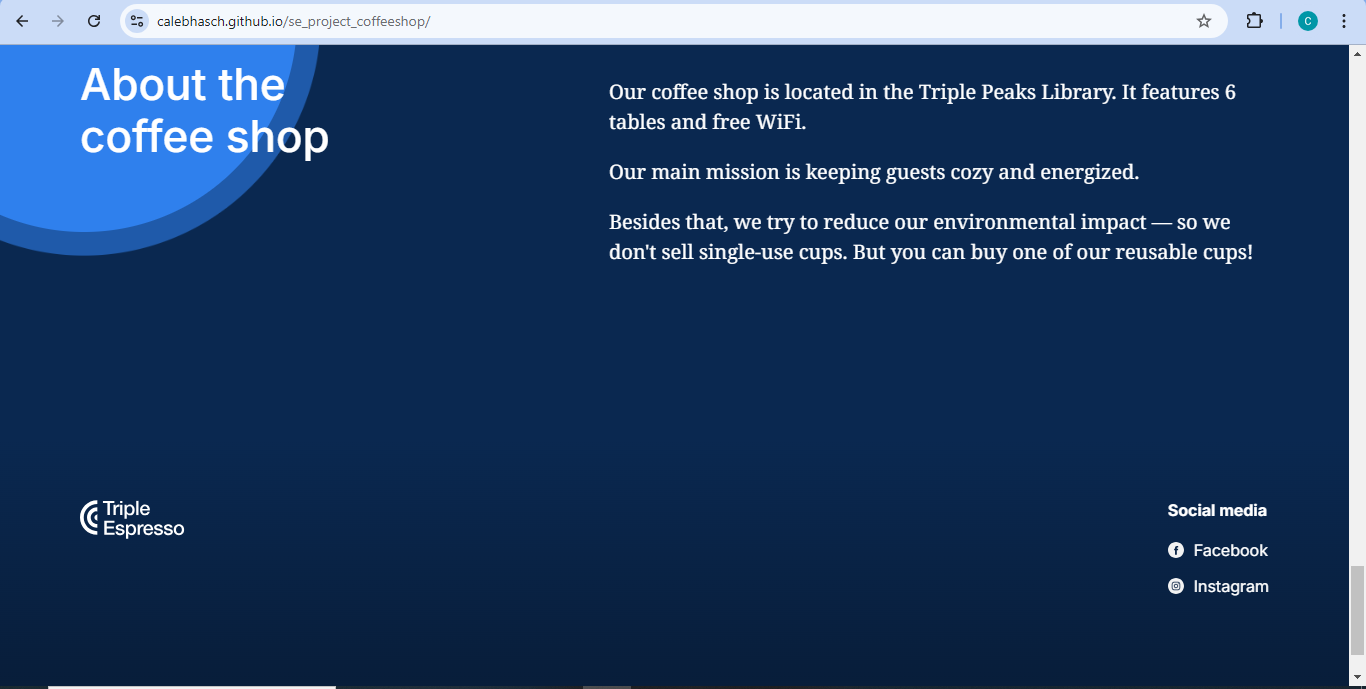 calebhasch.github.io/se_project_coffeeshop/
C
About the
coffee shop
Our coffee shop is located in the Triple Peaks Library. It features 6
tables and free WiFi.
Our main mission is keeping guests cozy and energized.
Besides that, we try to reduce our environmental impact — so we
don't sell single-use cups. But you can buy one of our reusable cups!
Triple
Espresso
Social media
Facebook
Instagram